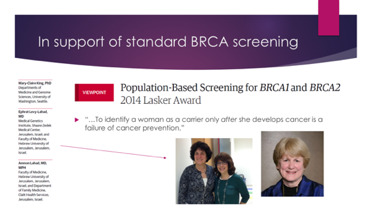 In support of standard BRCA screening
Mary-Claire King, PhD
Department of
Medicine and Genome
Sciences, University of
Washington, Seattle.
Ephrat Levy-Lahad,
MD
Medical Genetics
Institute, Shaare Zedek
Medical Center,
Jerusalem, Israel; and
Faculty of Medicine,
Hebrew University of
Jerusalem, Jerusalem,
Israel.
Amnon Lahad, MD,
MPH
Faculty of Medicine,
Hebrew University of
Jerusalem, Jerusalem,
Israel; and Department
of Family Medicine,
Clalit Health Services,
Jerusalem, Israel.
VIEWPOINT
Population-Based Screening for BRCA1 and BRCA2
2014 Lasker Award
"…To identify a woman as a carrier only after she develops cancer is a
failure of cancer prevention."